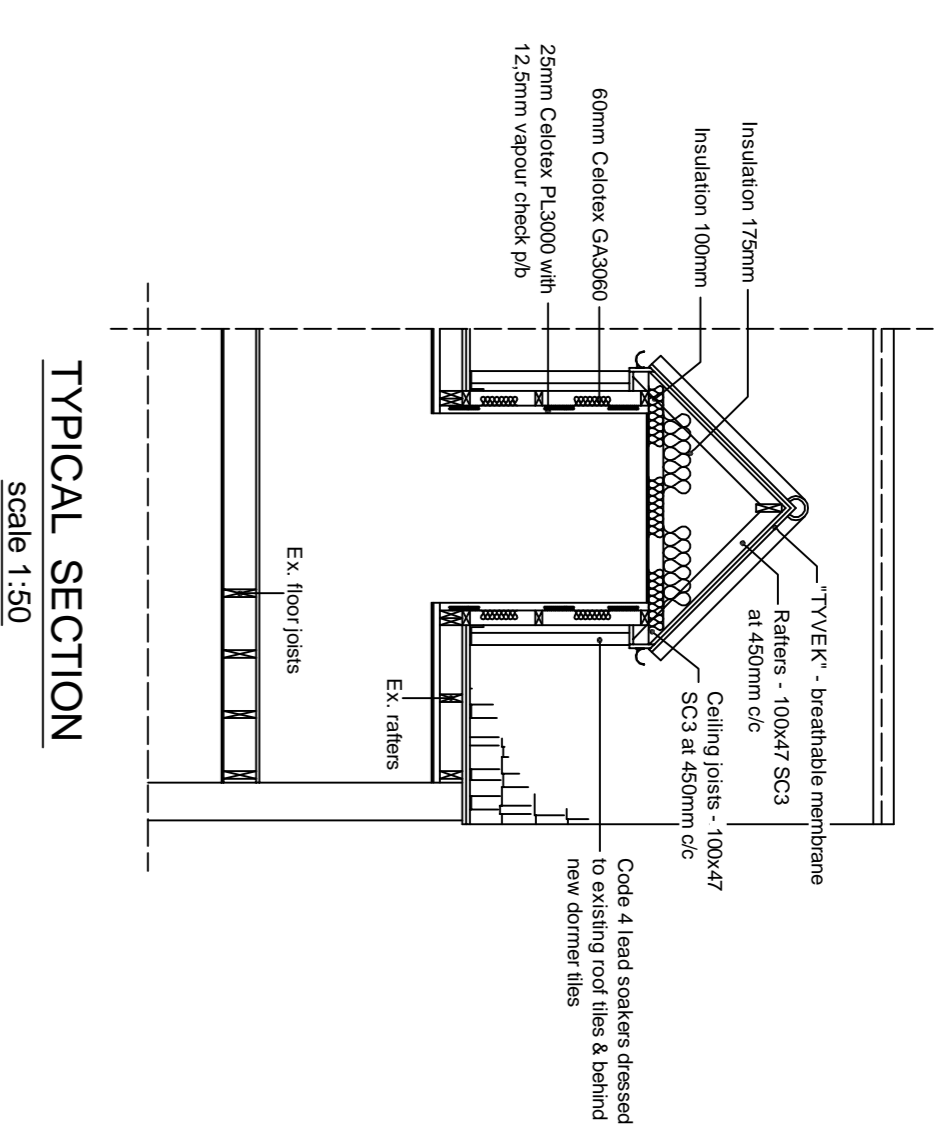 "TYVEK" - breathable membrane
Rafters - 100x47 SC3
at 450mm c/c
Ceiling joists - 100x47
SC3 at 450mm c/c
Code 4 lead soakers dressed
to existing roof tiles & behind
new dormer tiles
Insulation 175mm
Insulation 100mm
60mm Celotex GA3060
25mm Celotex PL3000 with
12,5mm vapour check p/b
Ex. rafters
Ex. floor joists
TYPICAL SECTION
scale 1:50